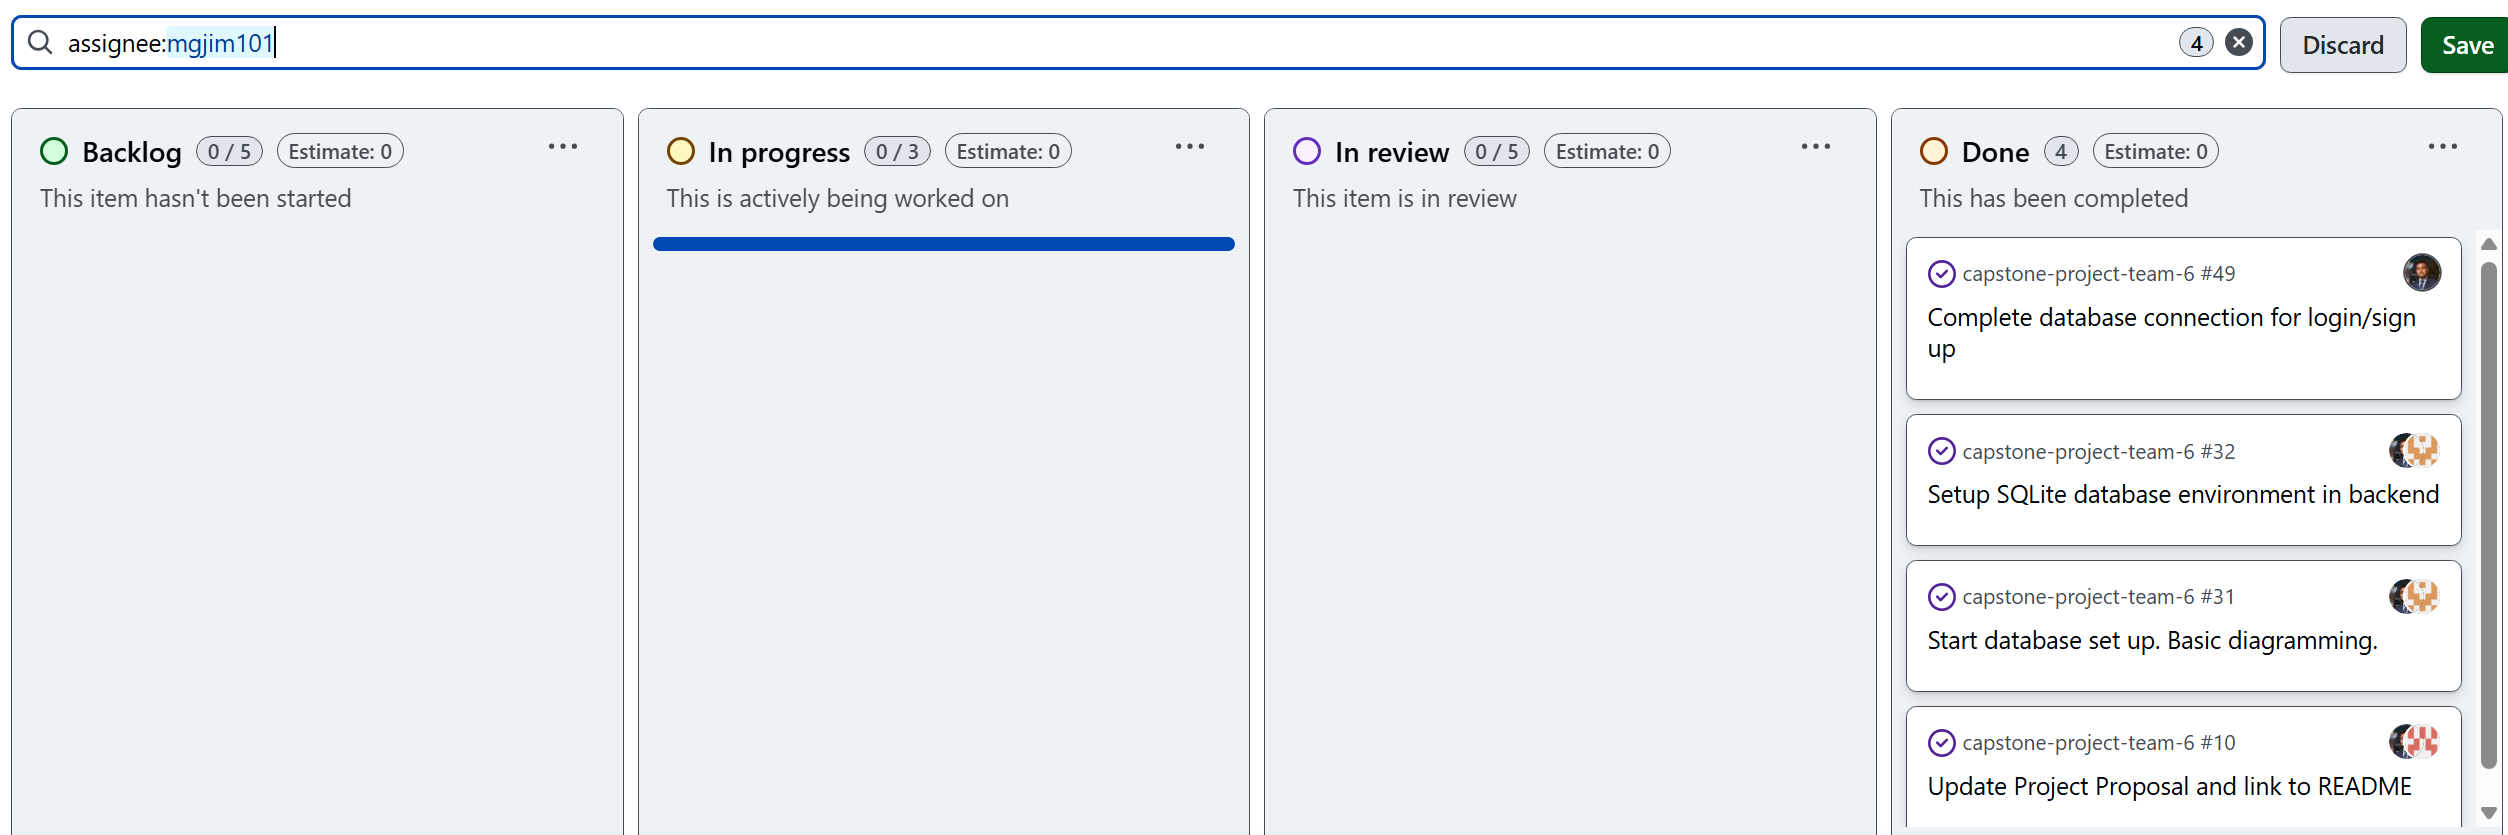 assignee:mgjim101
4
Discard
Save
Backlog 0 / 5 Estimate: 0
This item hasn't been started
In progress 0 / 3 Estimate: 0
This is actively being worked on
In review 0 / 5 Estimate: 0
This item is in review
Done 4 Estimate: 0
This has been completed
capstone-project-team-6 #49
Complete database connection for login/sign
up
capstone-project-team-6 #32
Setup SQLite database environment in backend
capstone-project-team-6 #31
Start database set up. Basic diagramming.
capstone-project-team-6 #10
Update Project Proposal and link to README